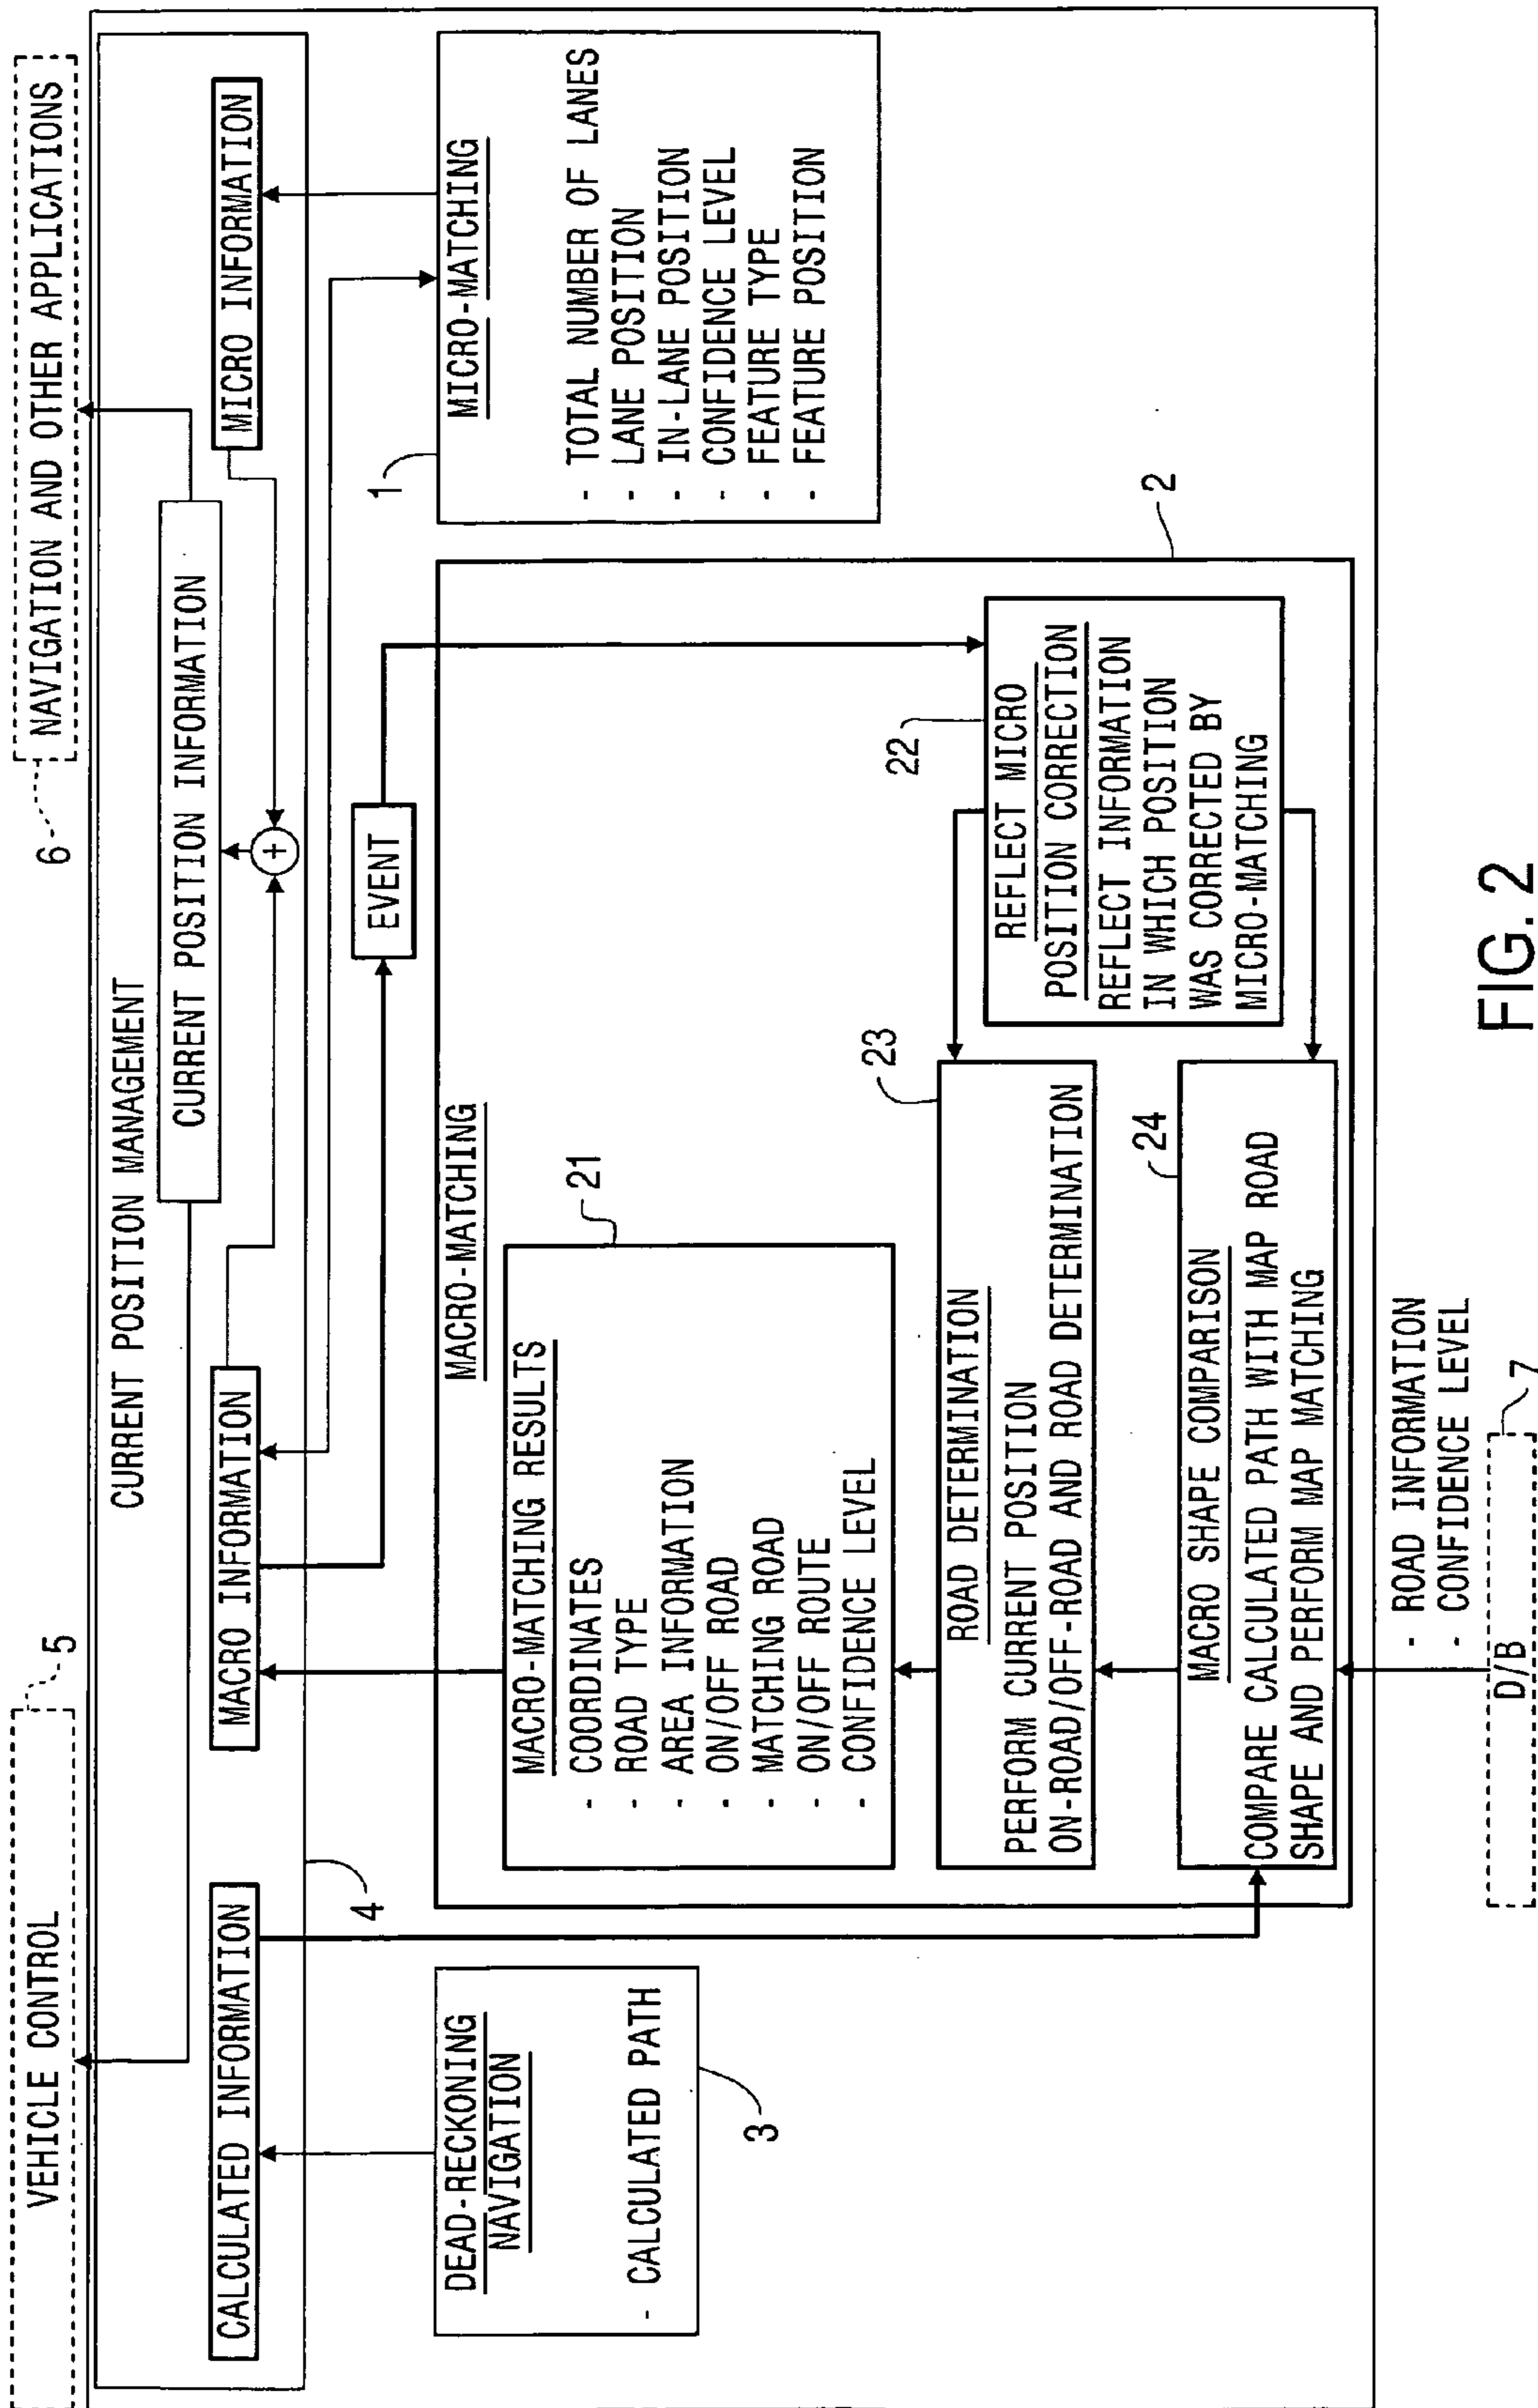 VEHICLE CONTROL
5
6
NAVIGATION AND OTHER APPLICATIONS
CURRENT POSITION MANAGEMENT
CURRENT POSITION INFORMATION
CALCULATED INFORMATION
MACRO INFORMATION
+
MICRO INFORMATION
4
EVENT
DEAD-RECKONING
NAVIGATION
- CALCULATED PATH
3
MACRO-MATCHING
MACRO-MATCHING RESULTS
- COORDINATES
- ROAD TYPE
- AREA INFORMATION
- ON/OFF ROAD
- MATCHING ROAD
- ON/OFF ROUTE
- CONFIDENCE LEVEL
21
ROAD DETERMINATION
PERFORM CURRENT POSITION
ON-ROAD/OFF-ROAD AND ROAD DETERMINATION
23
MACRO SHAPE COMPARISON
COMPARE CALCULATED PATH WITH MAP ROAD
SHAPE AND PERFORM MAP MATCHING
24
22
REFLECT MICRO
POSITION CORRECTION
REFLECT INFORMATION
IN WHICH POSITION
WAS CORRECTED BY
MICRO-MATCHING
2
1
MICRO-MATCHING
- TOTAL NUMBER OF LANES
- LANE POSITION
- IN-LANE POSITION
- CONFIDENCE LEVEL
- FEATURE TYPE
- FEATURE POSITION
- ROAD INFORMATION
- CONFIDENCE LEVEL
D/B
7
FIG. 2